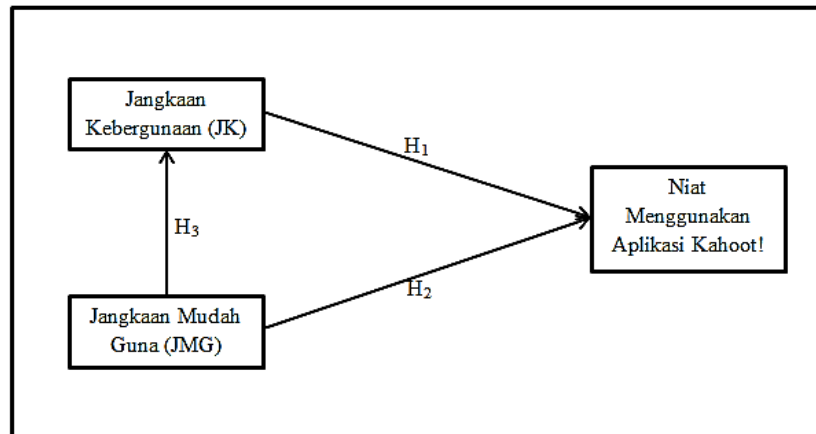 Jangkaan
Kebergunaan (JK)
H1
Niat
Menggunakan
Aplikasi Kahoot!
H3
H2
Jangkaan Mudah
Guna (JMG)